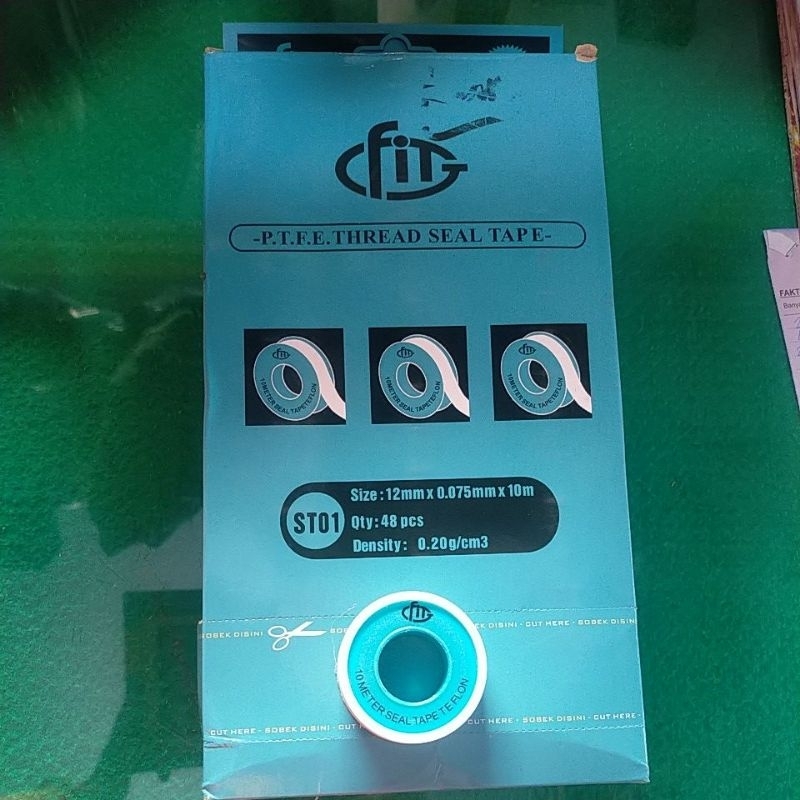 fit
-P.T.F.E.THREAD SEAL TAPE-
fit
10 METER SEAL TAPE TEFLON
fit
10 METER SEAL TAPE TEFLON
fit
10 METER SEAL TAPE TEFLON
ST01
Size : 12mm x 0.075mm x 10m
Qty : 48 pcs
Density : 0.20g/cm3
SOBEK DISINI
CUT HERE - SOBEK DISINI - CUT HERE -
fit
10 METER SEAL TAPE TEFLON
CUT HERE - SOBEK DISINI - CUT
CUT HERE - SOBEK DISINI - CUT HERE -
FAKT
Bany